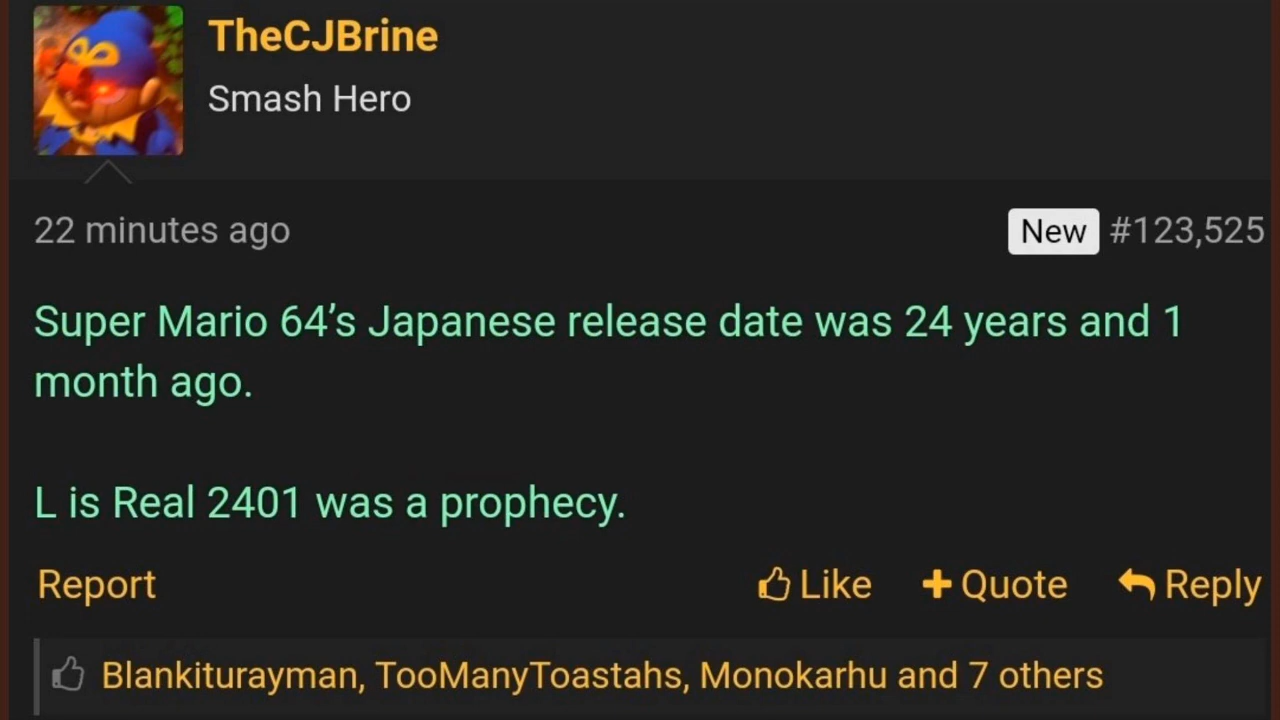 TheCJBrine
Smash Hero
22 minutes ago
New #123,525
Super Mario 64’s Japanese release date was 24 years and 1
month ago.
L is Real 2401 was a prophecy.
Report Like Quote Reply
Blankiturayman, TooManyToastahs, Monokarhu and 7 others